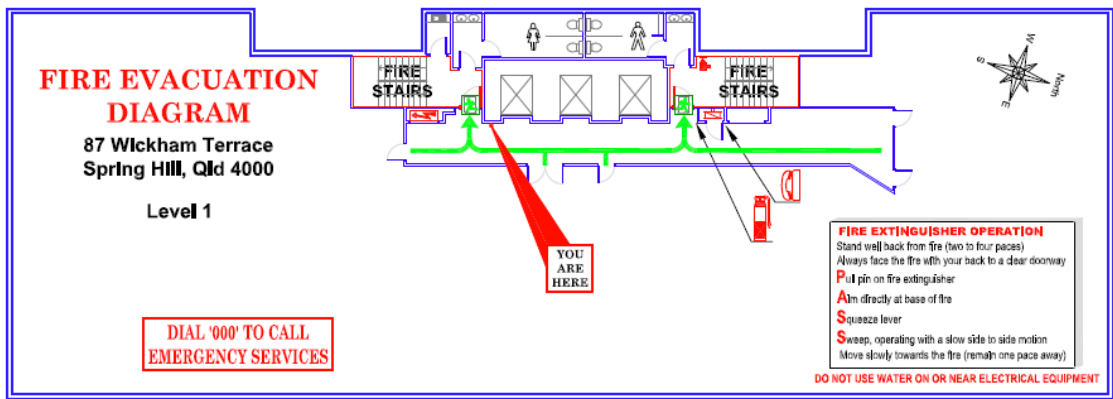 FIRE EVACUATION
DIAGRAM
87 Wickham Terrace
Spring Hill, Qld 4000
Level 1
FIRE
STAIRS
FIRE
STAIRS
W
S
North
E
YOU
ARE
HERE
DIAL '000' TO CALL
EMERGENCY SERVICES
FIRE EXTINGUISHER OPERATION
Stand well back from fire (two to four paces)
Always face the fire with your back to a clear doorway
Pull pin on fire extinguisher
Aim directly at base of fire
Squeeze lever
Sweep, operating with a slow side to side motion
Move slowly towards the fire (remain one pace away)
DO NOT USE WATER ON OR NEAR ELECTRICAL EQUIPMENT